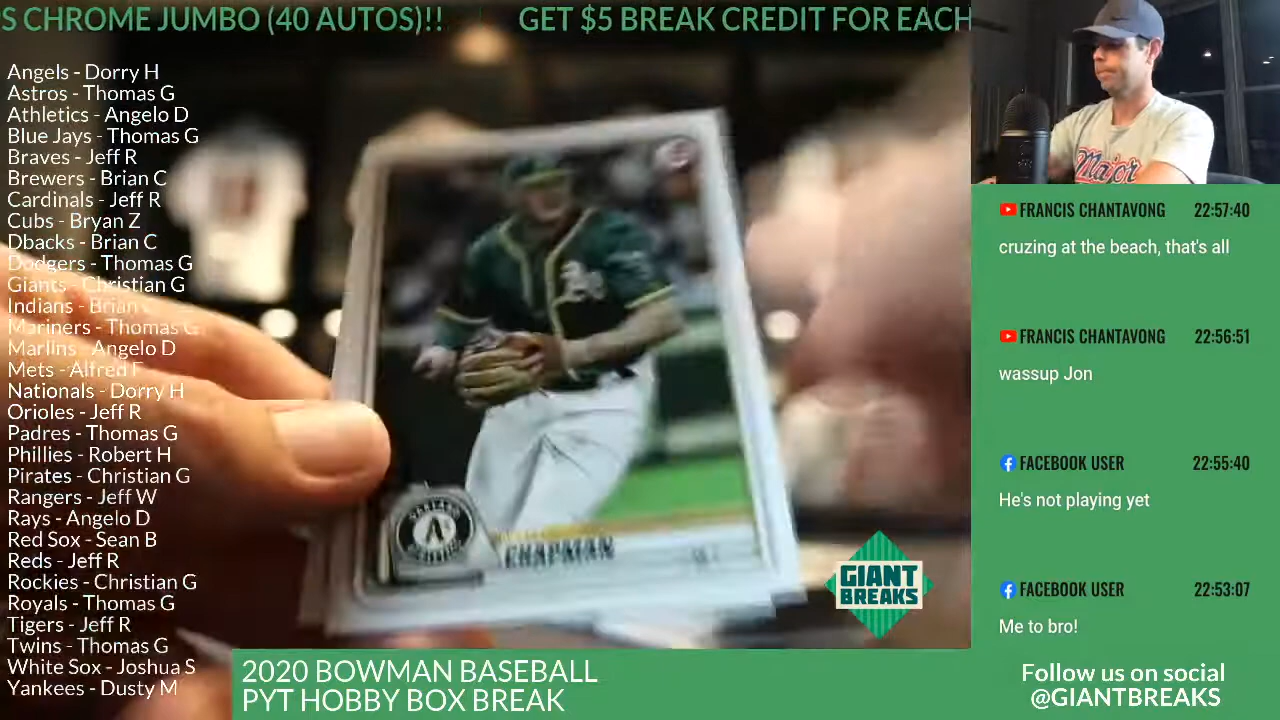 S CHROME JUMBO (40 AUTOS)!! GET $5 BREAK CREDIT FOR EACH
Angels - Dorry H
Astros - Thomas G
Athletics - Angelo D
Blue Jays - Thomas G
Braves - Jeff R
Brewers - Brian C
Cardinals - Jeff R
Cubs - Bryan Z
Dbacks - Brian C
Dodgers - Thomas G
Giants - Christian G
Indians - Brian C
Mariners - Thomas G
Marlins - Angelo D
Mets - Alfred F
Nationals - Dorry H
Orioles - Jeff R
Padres - Thomas G
Phillies - Robert H
Pirates - Christian G
Rangers - Jeff W
Rays - Angelo D
Red Sox - Sean B
Reds - Jeff R
Rockies - Christian G
Royals - Thomas G
Tigers - Jeff R
Twins - Thomas G
White Sox - Joshua S
Yankees - Dusty M
A's
A
CHAPMAN
GIANT
BREAKS
2020 BOWMAN BASEBALL
PYT HOBBY BOX BREAK
Major
FRANCIS CHANTAVONG 22:57:40
cruzing at the beach, that's all
FRANCIS CHANTAVONG 22:56:51
wassup Jon
FACEBOOK USER 22:55:40
He's not playing yet
FACEBOOK USER 22:53:07
Me to bro!
Follow us on social
@GIANTBREAKS